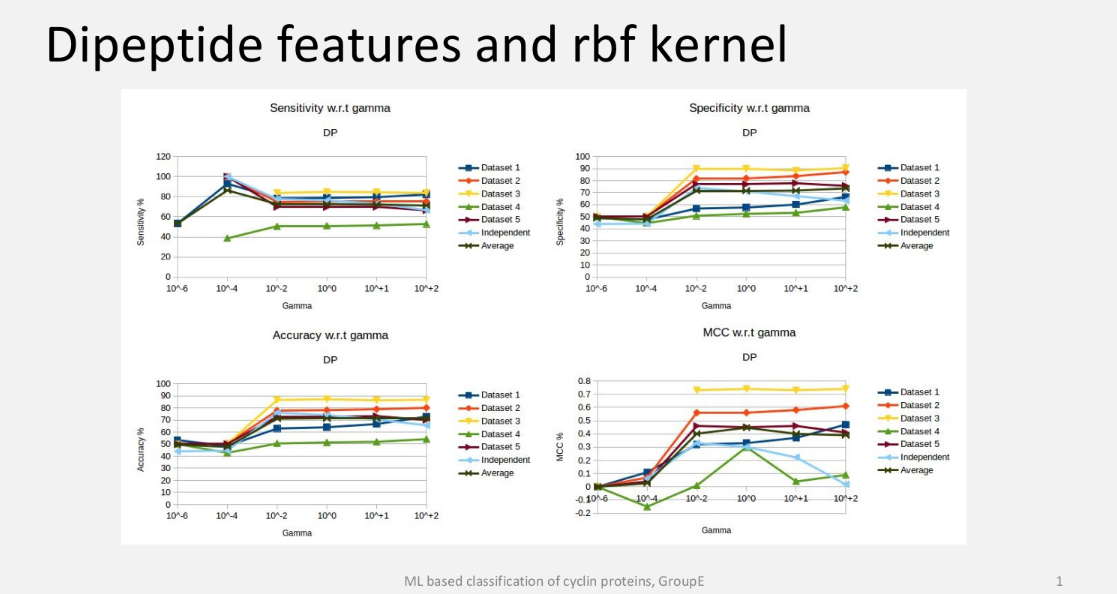 Dipeptide features and rbf kernel
Sensitivity w.r.t gamma
DP
120
100
80
60
40
20
0
Sensitivity %
10^-6 10^-4 10^-2 10^0 10^+1 10^+2
Gamma
Dataset 1
Dataset 2
Dataset 3
Dataset 4
Dataset 5
Independent
Average
Specificity w.r.t gamma
DP
100
90
80
70
60
50
40
30
20
10
0
Specificity %
10^-6 10^-4 10^-2 10^0 10^+1 10^+2
Gamma
Dataset 1
Dataset 2
Dataset 3
Dataset 4
Dataset 5
Independent
Average
Accuracy w.r.t gamma
DP
100
90
80
70
60
50
40
30
20
10
0
Accuracy %
10^-6 10^-4 10^-2 10^0 10^+1 10^+2
Gamma
Dataset 1
Dataset 2
Dataset 3
Dataset 4
Dataset 5
Independent
Average
MCC w.r.t gamma
DP
0.8
0.7
0.6
0.5
0.4
0.3
0.2
0.1
0
-0.1
-0.2
MCC %
10^-6 10^-4 10^-2 10^0 10^+1 10^+2
Gamma
Dataset 1
Dataset 2
Dataset 3
Dataset 4
Dataset 5
Independent
Average
ML based classification of cyclin proteins, GroupE
1